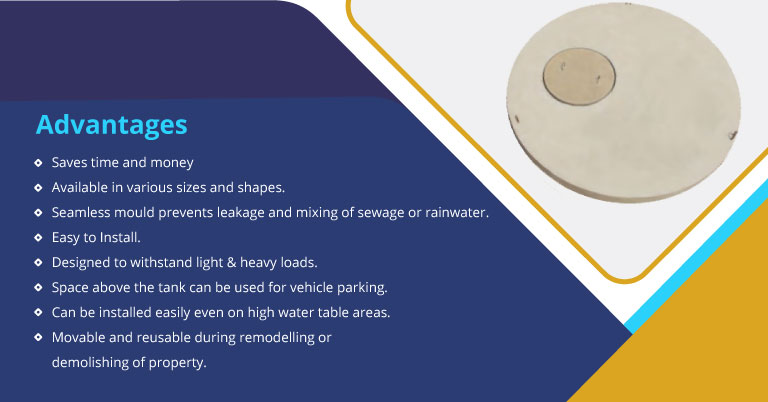 Advantages
Saves time and money
Available in various sizes and shapes.
Seamless mould prevents leakage and mixing of sewage or rainwater.
Easy to Install.
Designed to withstand light & heavy loads.
Space above the tank can be used for vehicle parking.
Can be installed easily even on high water table areas.
Movable and reusable during remodelling or
demolishing of property.